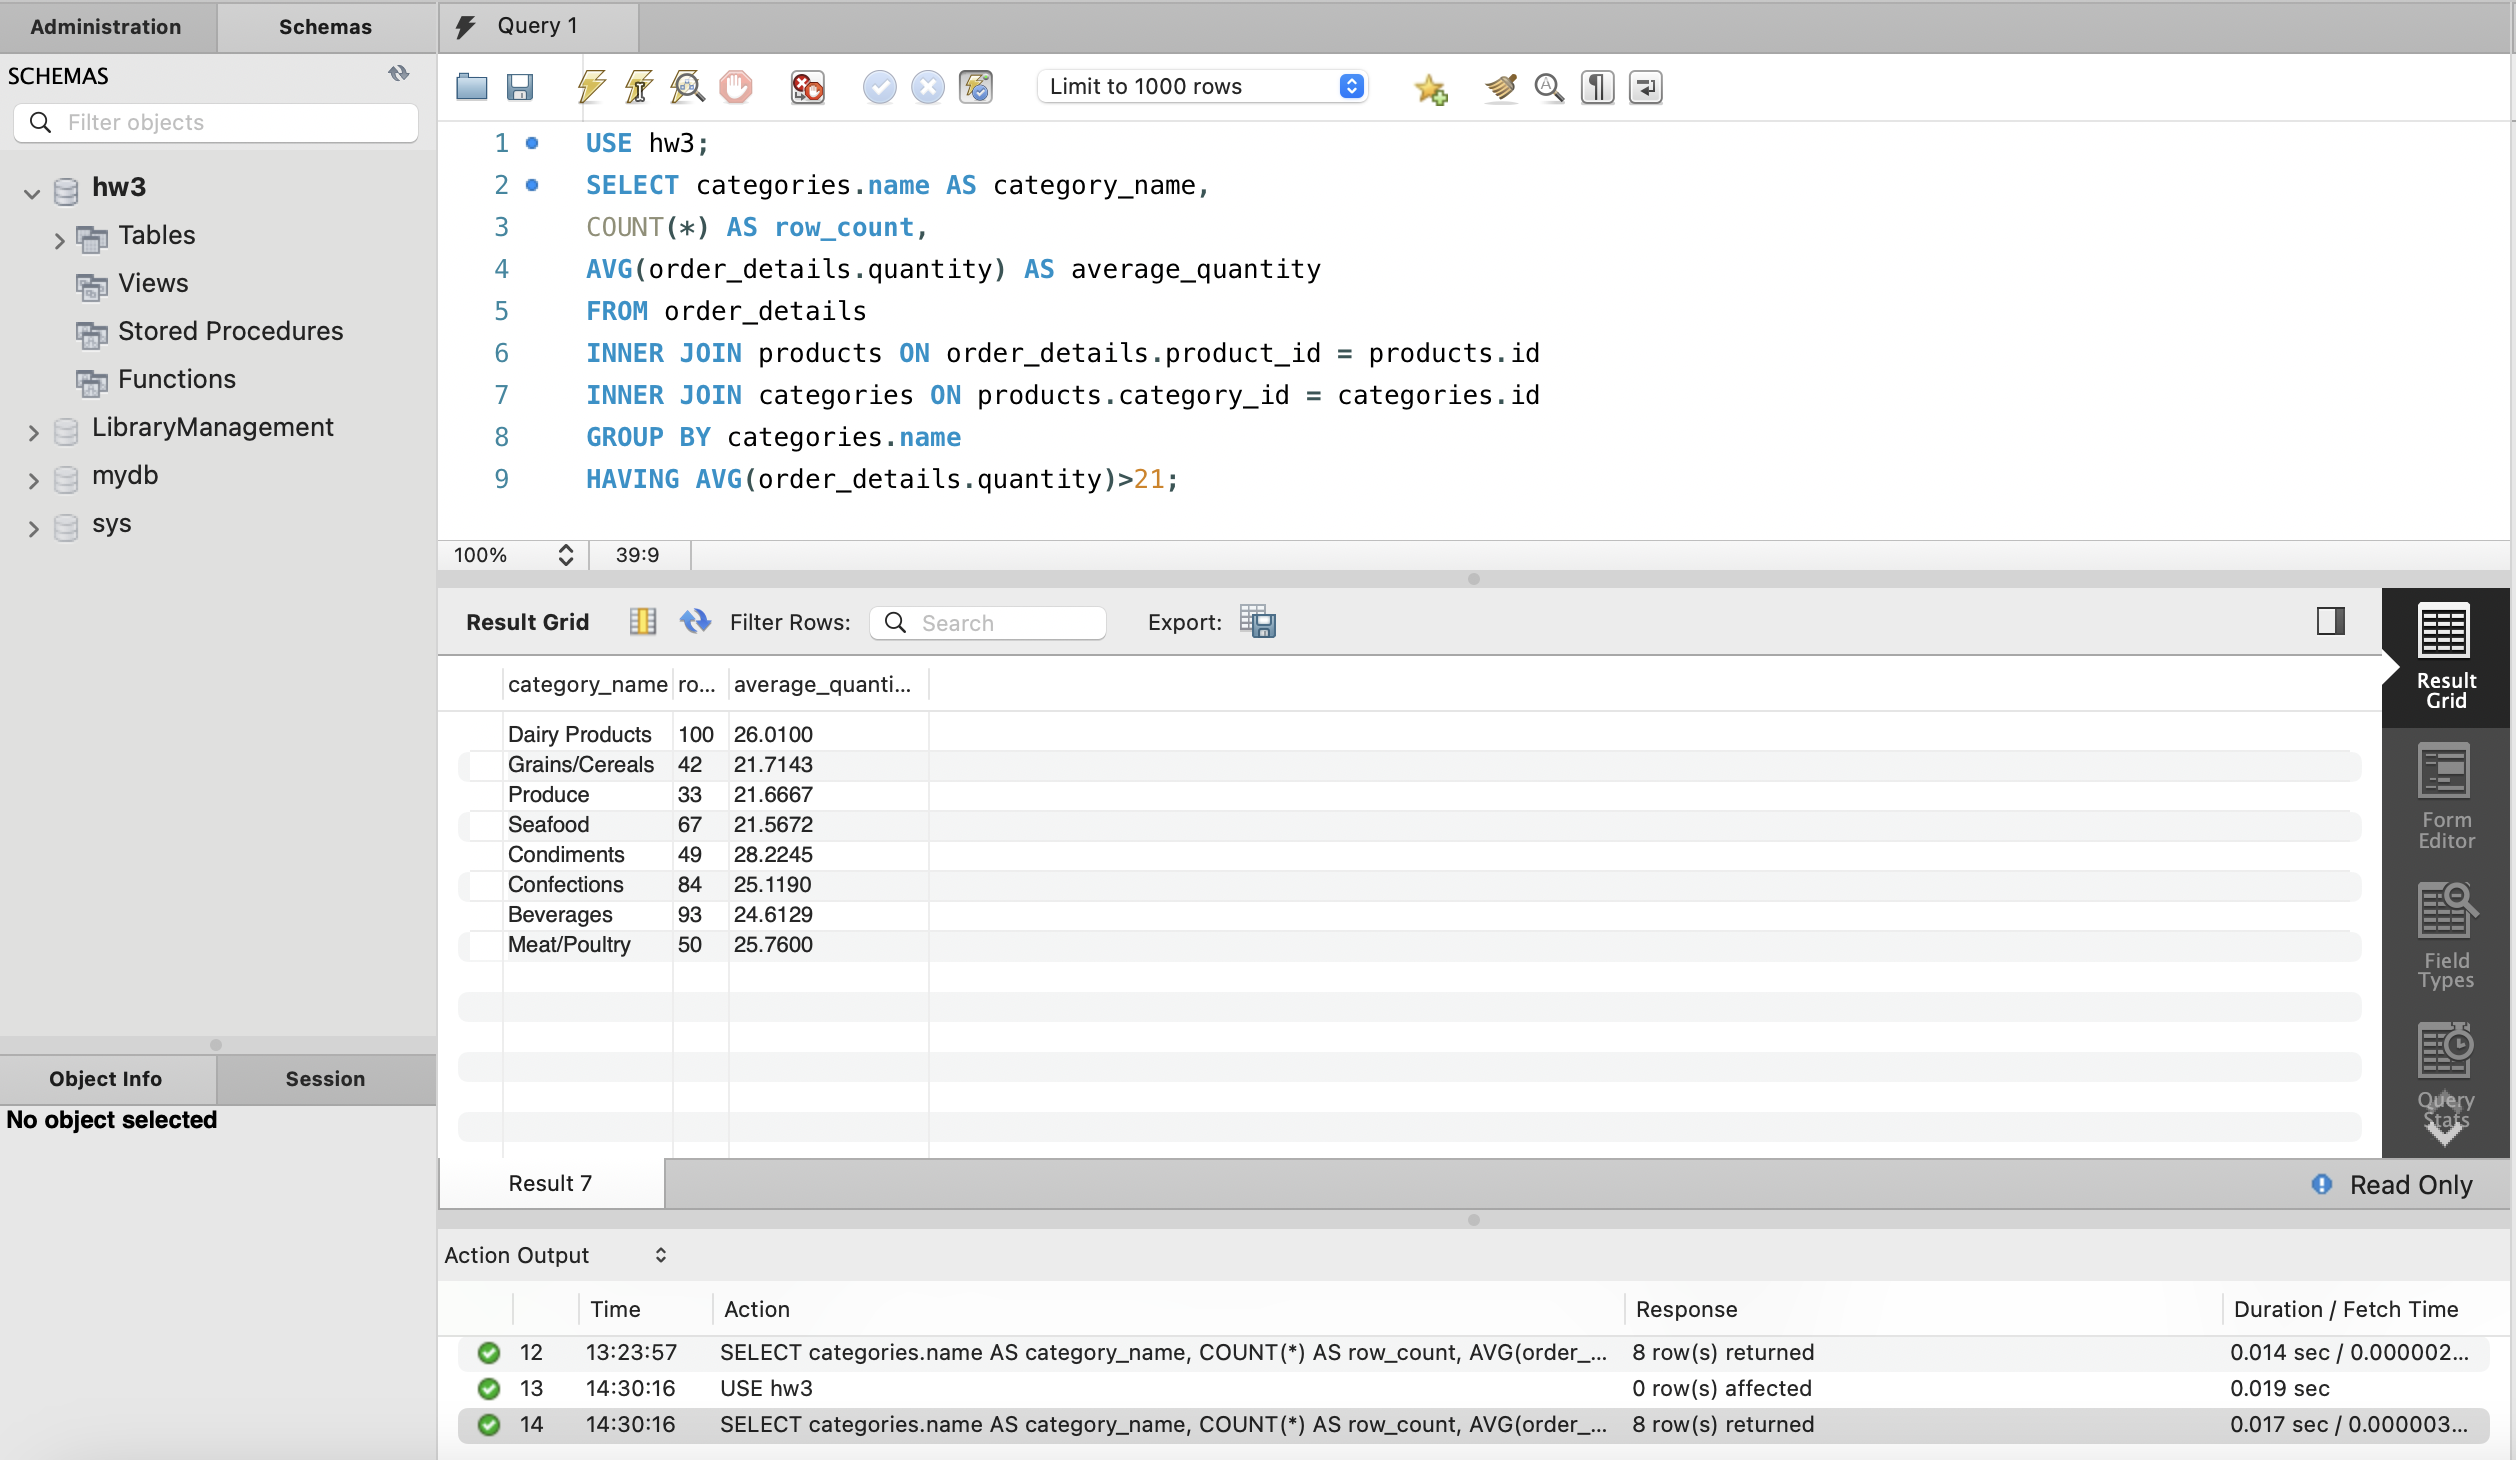 Administration
Schemas
SCHEMAS
Filter objects
hw3
Tables
Views
Stored Procedures
Functions
LibraryManagement
mydb
sys
Object Info
Session
No object selected
Query 1
Limit to 1000 rows
1 USE hw3;
2 SELECT categories.name AS category_name,
3 COUNT(*) AS row_count,
4 AVG(order_details.quantity) AS average_quantity
5 FROM order_details
6 INNER JOIN products ON order_details.product_id = products.id
7 INNER JOIN categories ON products.category_id = categories.id
8 GROUP BY categories.name
9 HAVING AVG(order_details.quantity)>21;
100% 39:9
Result Grid Filter Rows: Search Export:
category_name ro... average_quanti...
Dairy Products 100 26.0100
Grains/Cereals 42 21.7143
Produce 33 21.6667
Seafood 67 21.5672
Condiments 49 28.2245
Confections 84 25.1190
Beverages 93 24.6129
Meat/Poultry 50 25.7600
Result
Grid
Form
Editor
Field
Types
Query
Stats
Result 7
Read Only
Action Output
Time Action Response Duration / Fetch Time
12 13:23:57 SELECT categories.name AS category_name, COUNT(*) AS row_count, AVG(order_... 8 row(s) returned 0.014 sec / 0.000002...
13 14:30:16 USE hw3 0 row(s) affected 0.019 sec
14 14:30:16 SELECT categories.name AS category_name, COUNT(*) AS row_count, AVG(order_... 8 row(s) returned 0.017 sec / 0.000003...